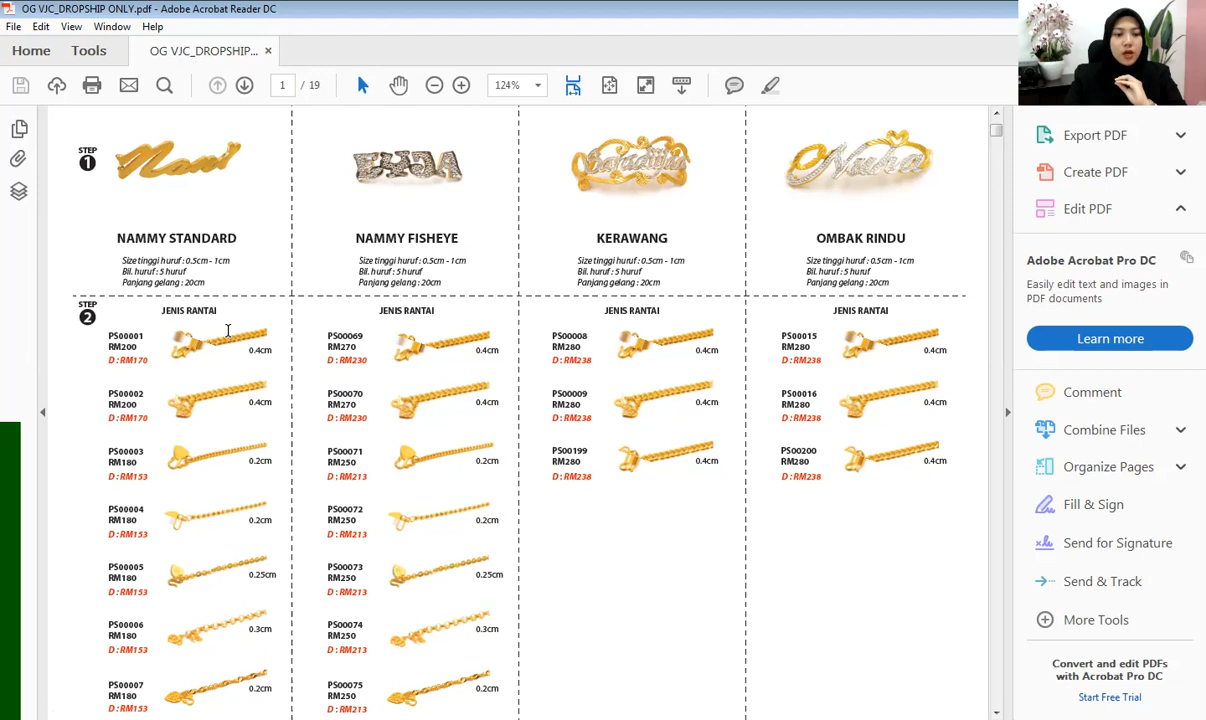 OG VJC_DROPSHIP ONLY.pdf - Adobe Acrobat Reader DC
File Edit View Window Help
Home Tools OG VJC_DROPSHIP... ×
1 / 19 124%
STEP
1
Nani
EHJA
Nura
NAMMY STANDARD
Size tinggi huruf : 0.5cm - 1cm
Bil. huruf : 5 huruf
Panjang gelang : 20cm
NAMMY FISHEYE
Size tinggi huruf : 0.5cm - 1cm
Bil. huruf : 5 huruf
Panjang gelang : 20cm
KERAWANG
Size tinggi huruf : 0.5cm - 1cm
Bil. huruf : 5 huruf
Panjang gelang : 20cm
OMBAK RINDU
Size tinggi huruf : 0.5cm - 1cm
Bil. huruf : 5 huruf
Panjang gelang : 20cm
STEP
2
JENIS RANTAI
PS00001
RM200
D : RM170
0.4cm
PS00002
RM200
D : RM170
0.4cm
PS00003
RM180
D : RM153
0.2cm
PS00004
RM180
D : RM153
0.2cm
PS00005
RM180
D : RM153
0.25cm
PS00006
RM180
D : RM153
0.3cm
PS00007
RM180
D : RM153
0.2cm
JENIS RANTAI
PS00069
RM270
D : RM230
0.4cm
PS00070
RM270
D : RM230
0.4cm
PS00071
RM250
D : RM213
0.2cm
PS00072
RM250
D : RM213
0.2cm
PS00073
RM250
D : RM213
0.25cm
PS00074
RM250
D : RM213
0.3cm
PS00075
RM250
D : RM213
0.2cm
JENIS RANTAI
PS00008
RM280
D : RM238
0.4cm
PS00009
RM280
D : RM238
0.4cm
PS00199
RM280
D : RM238
0.4cm
JENIS RANTAI
PS00015
RM280
D : RM238
0.4cm
PS00016
RM280
D : RM238
0.4cm
PS00200
RM280
D : RM238
0.4cm
Export PDF
Create PDF
Edit PDF
Adobe Acrobat Pro DC
Easily edit text and images in
PDF documents
Learn more
Comment
Combine Files
Organize Pages
Fill & Sign
Send for Signature
Send & Track
More Tools
Convert and edit PDFs
with Acrobat Pro DC
Start Free Trial